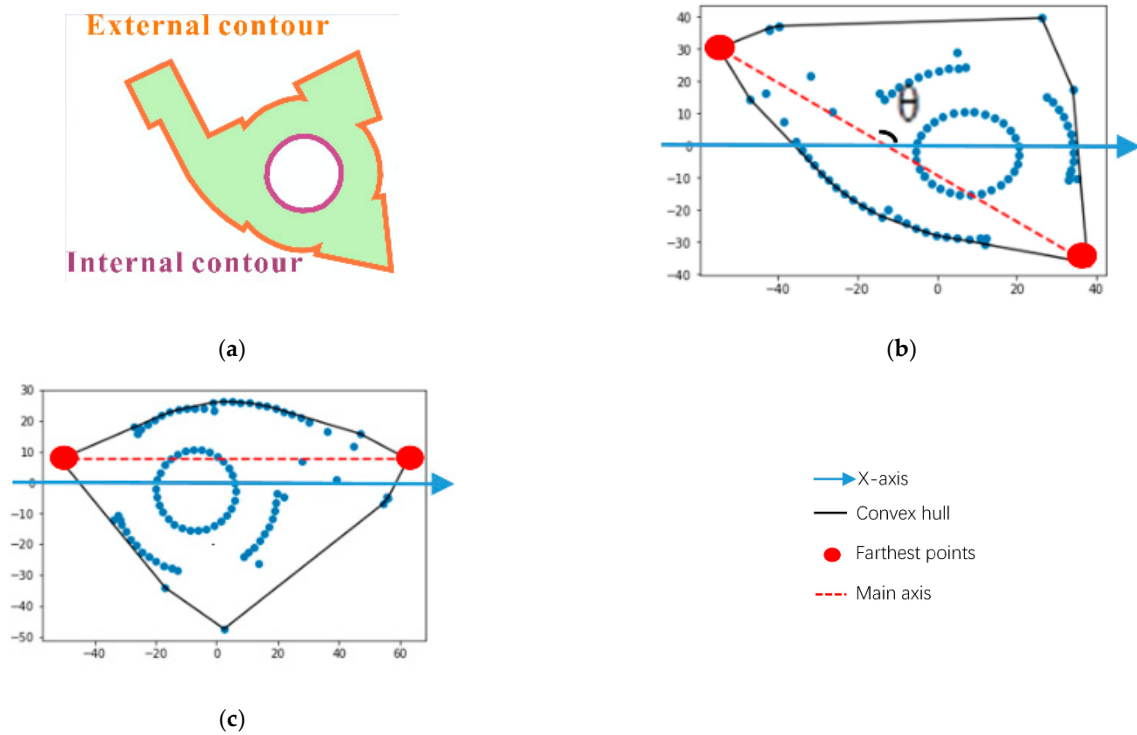 External contour
Internal contour
(a)
40
30
20
10
0
−10
−20
−30
−40
−40
−20
0
20
40
Θ
(b)
30
20
10
0
−10
−20
−30
−40
−50
−40
−20
0
20
40
60
(c)
X-axis
Convex hull
Farthest points
Main axis